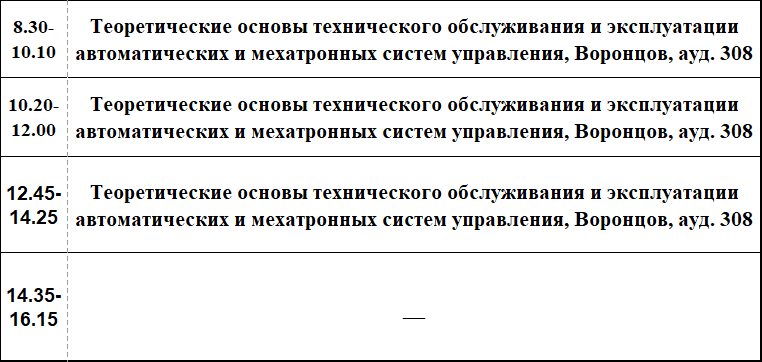 8.30-
10.10
Теоретические основы технического обслуживания и эксплуатации
автоматических и мехатронных систем управления, Воронцов, ауд. 308
10.20-
12.00
Теоретические основы технического обслуживания и эксплуатации
автоматических и мехатронных систем управления, Воронцов, ауд. 308
12.45-
14.25
Теоретические основы технического обслуживания и эксплуатации
автоматических и мехатронных систем управления, Воронцов, ауд. 308
14.35-
16.15
—